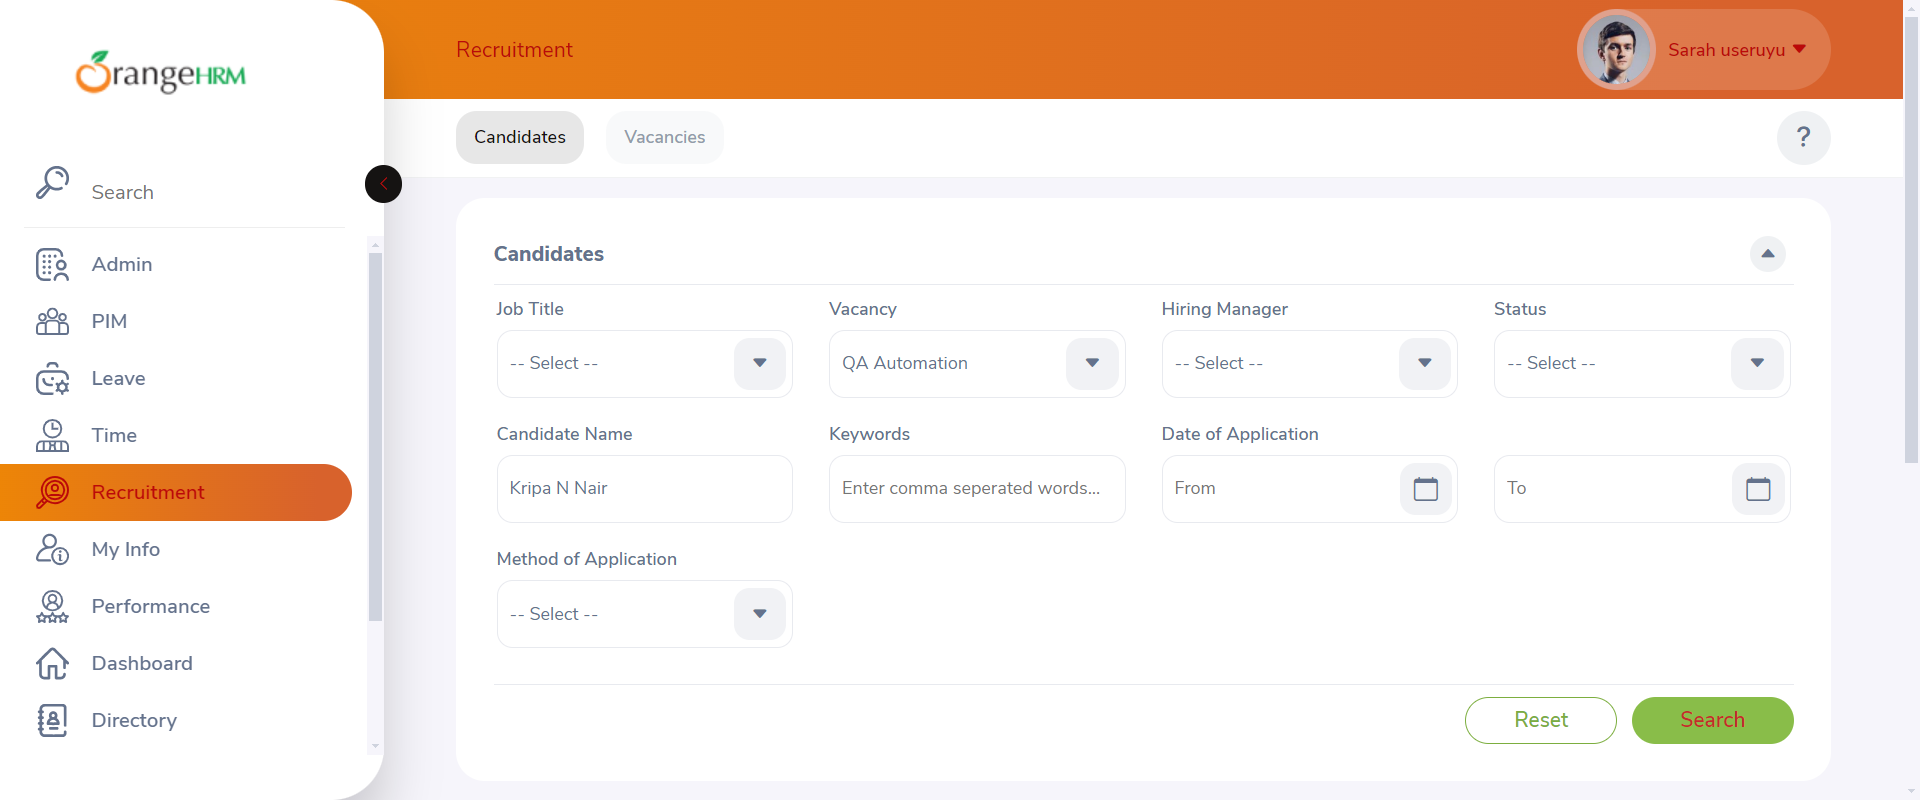 OrangeHRM
Recruitment
Sarah useruyu
Candidates
Vacancies
?
Search
Admin
PIM
Leave
Time
Recruitment
My Info
Performance
Dashboard
Directory
Candidates
Job Title
Vacancy
Hiring Manager
Status
-- Select --
QA Automation
-- Select --
-- Select --
Candidate Name
Keywords
Date of Application
Kripa N Nair
Enter comma seperated words...
From
To
Method of Application
-- Select --
Reset
Search